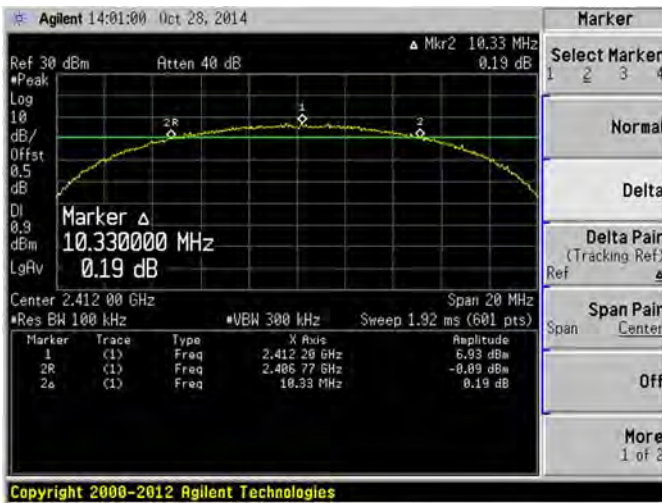 Agilent 14:01:00 Oct 28, 2014
Marker
Δ Mkr2 10.33 MHz
Ref 30 dBm Atten 40 dB 0.19 dB
#Peak
Log
10
dB/
Offst
0.5
dB
DI
0.9
dBm
LgAv
2R
1
2
Marker Δ
10.330000 MHz
0.19 dB
Center 2.412 00 GHz Span 20 MHz
#Res BW 100 kHz #VBW 300 kHz Sweep 1.92 ms (601 pts)
Marker Trace Type X Axis Amplitude
1 (1) Freq 2.412 20 GHz 6.93 dBm
2R (1) Freq 2.406 77 GHz -0.09 dBm
2Δ (1) Freq 10.33 MHz 0.19 dB
Select Marker
1 2 3 4
Normal
Delta
Delta Pair
(Tracking Ref)
Ref Δ
Span Pair
Span Center
Off
More
1 of 2
Copyright 2000-2012 Agilent Technologies